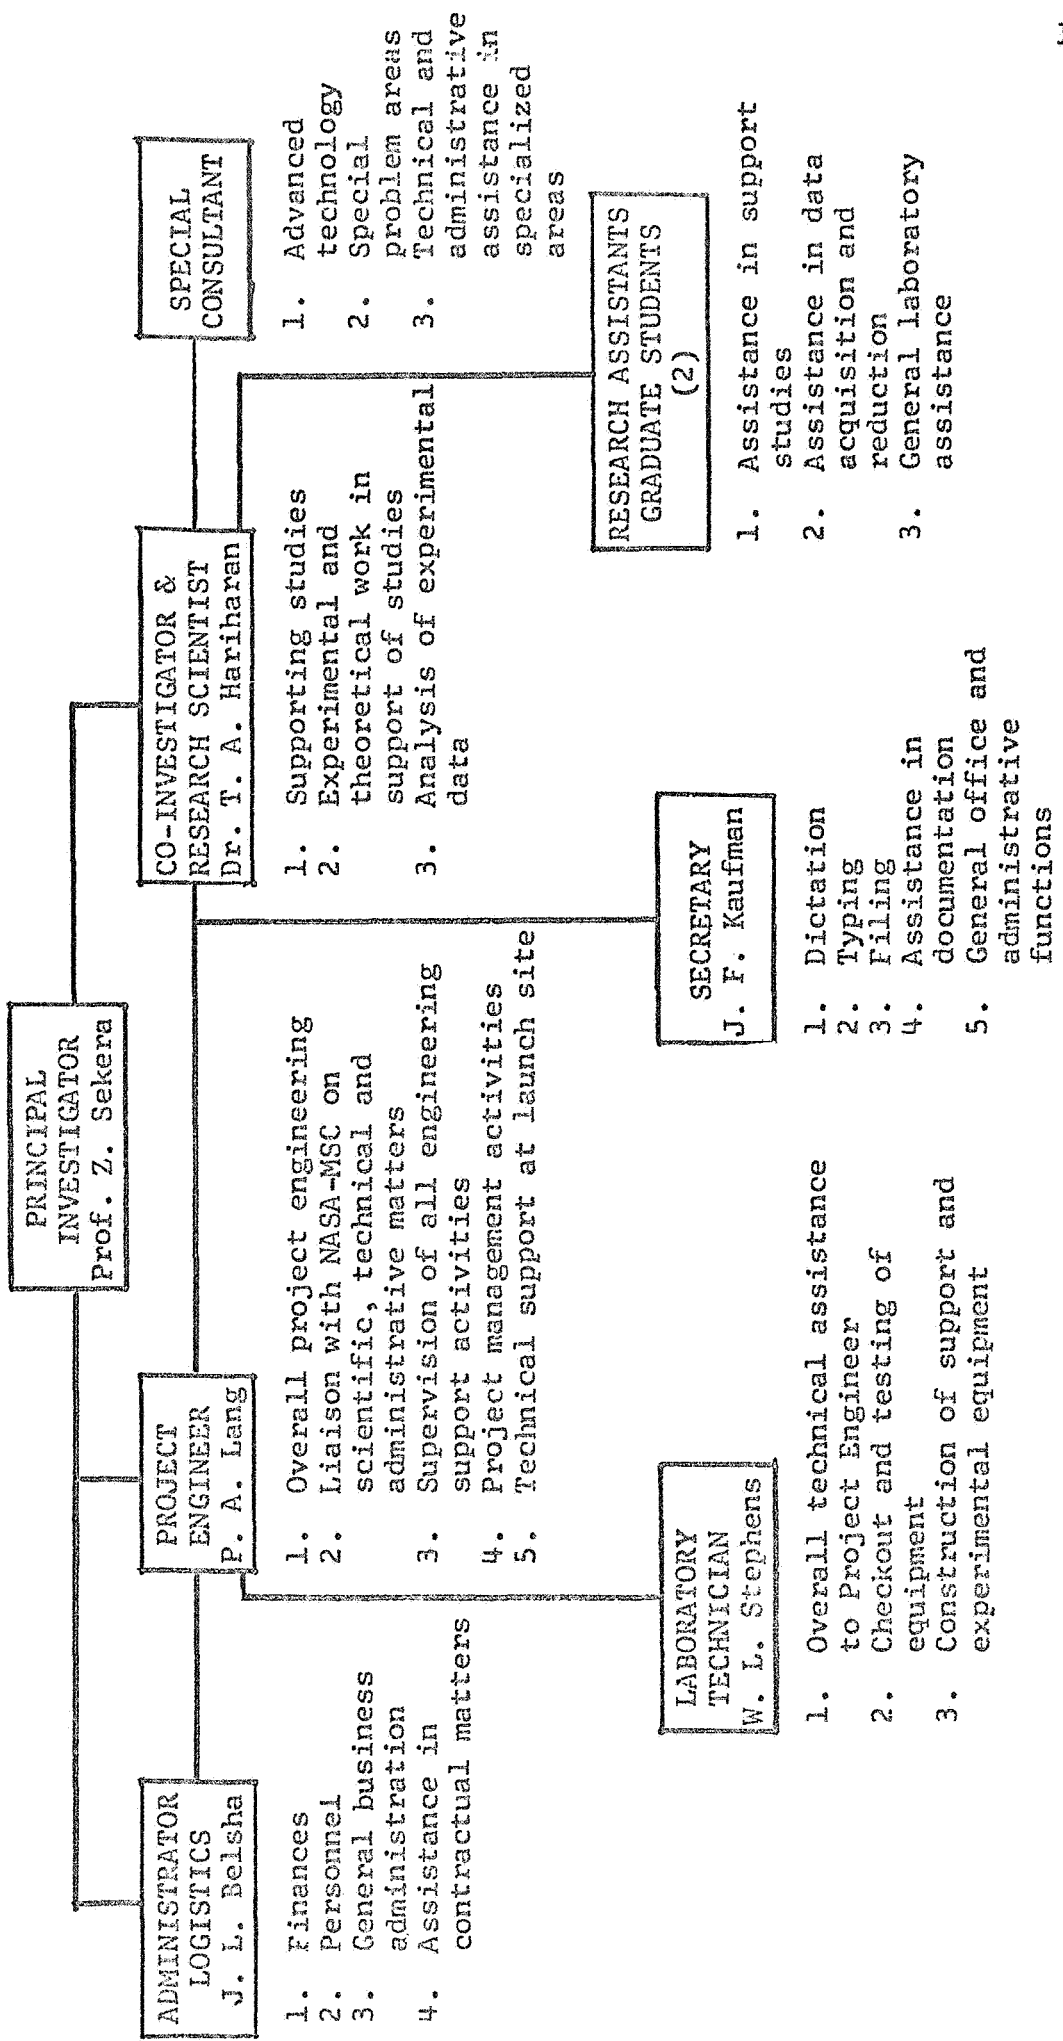 PRINCIPAL
INVESTIGATOR
Prof. Z. Sekera
ADMINISTRATOR
LOGISTICS
J. L. Belsha
1. Finances
2. Personnel
3. General business
administration
4. Assistance in
contractual matters
PROJECT
ENGINEER
P. A. Lang
1. Overall project engineering
2. Liaison with NASA-MSC on
scientific, technical and
administrative matters
3. Supervision of all engineering
support activities
4. Project management activities
5. Technical support at launch site
CO-INVESTIGATOR &
RESEARCH SCIENTIST
Dr. T. A. Hariharan
1. Supporting studies
2. Experimental and
theoretical work in
support of studies
3. Analysis of experimental
data
SPECIAL
CONSULTANT
1. Advanced
technology
2. Special
problem areas
3. Technical and
administrative
assistance in
specialized
areas
LABORATORY
TECHNICIAN
W. L. Stephens
1. Overall technical assistance
to Project Engineer
2. Checkout and testing of
equipment
3. Construction of support and
experimental equipment
SECRETARY
J. F. Kaufman
1. Dictation
2. Typing
3. Filing
4. Assistance in
documentation
5. General office and
administrative
functions
RESEARCH ASSISTANTS
GRADUATE STUDENTS
(2)
1. Assistance in support
studies
2. Assistance in data
acquisition and
reduction
3. General laboratory
assistance